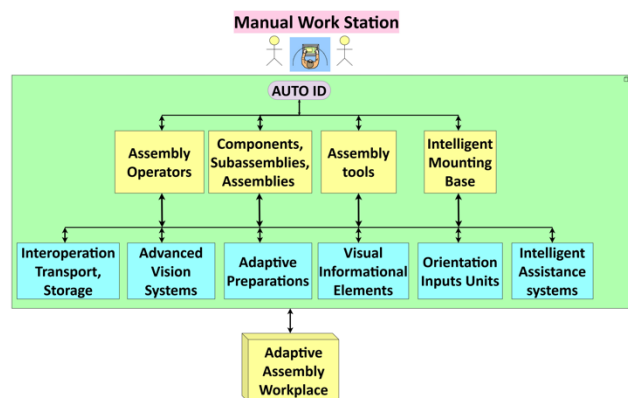 Manual Work Station
AUTO ID
Assembly
Operators
Components,
Subassemblies,
Assemblies
Assembly
tools
Intelligent
Mounting
Base
Interoperation
Transport,
Storage
Advanced
Vision
Systems
Adaptive
Preparations
Visual
Informational
Elements
Orientation
Inputs Units
Intelligent
Assistance
systems
Adaptive
Assembly
Workplace